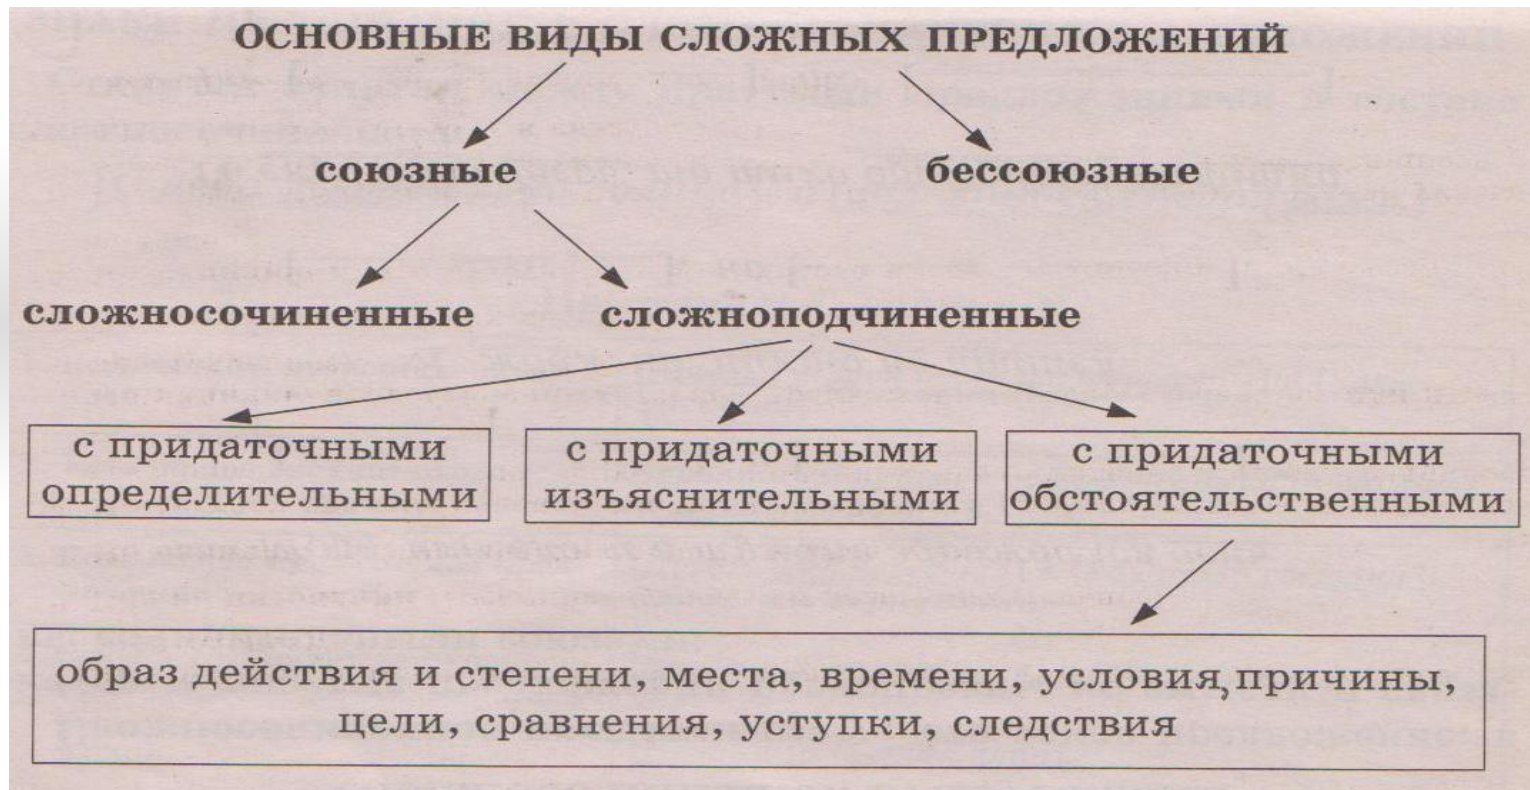 ОСНОВНЫЕ ВИДЫ СЛОЖНЫХ ПРЕДЛОЖЕНИЙ
союзные
бессоюзные
сложносочиненные
сложноподчиненные
с придаточными
определительными
с придаточными
изъяснительными
с придаточными
обстоятельственными
образ действия и степени, места, времени, условия, причины,
цели, сравнения, уступки, следствия